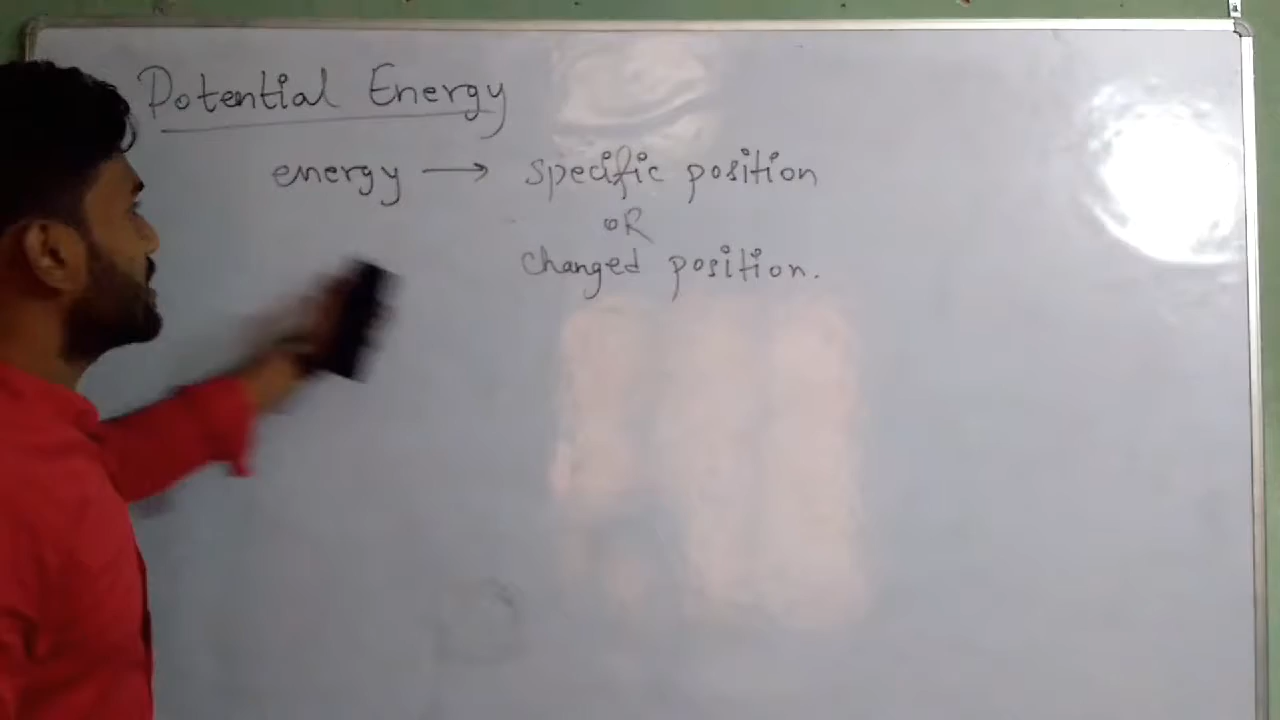 Potential Energy
energy → specific position
OR
changed position.